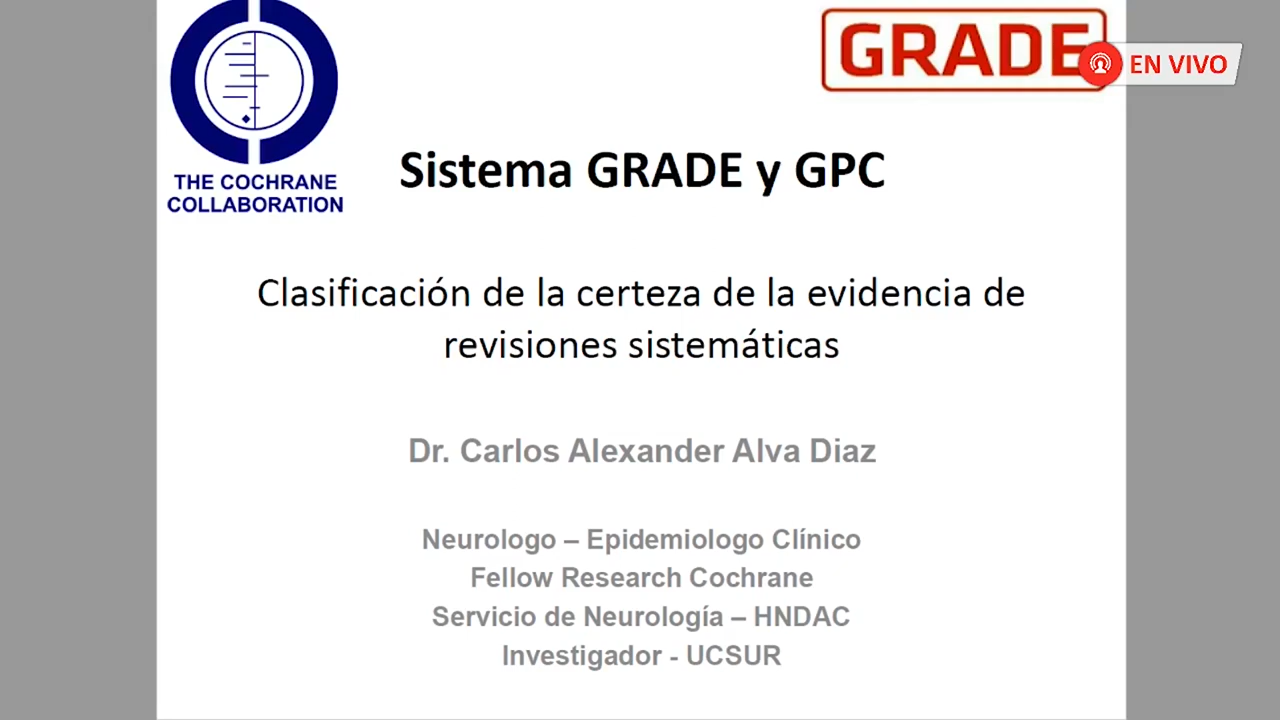 GRADE
EN VIVO
THE COCHRANE
COLLABORATION
Sistema GRADE y GPC
Clasificación de la certeza de la evidencia de
revisiones sistemáticas
Dr. Carlos Alexander Alva Diaz
Neurologo – Epidemiologo Clínico
Fellow Research Cochrane
Servicio de Neurología – HNDAC
Investigador - UCSUR